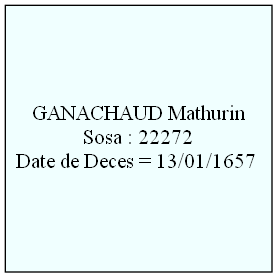 GANACHAUD Mathurin
Sosa : 22272
Date de Deces = 13/01/1657